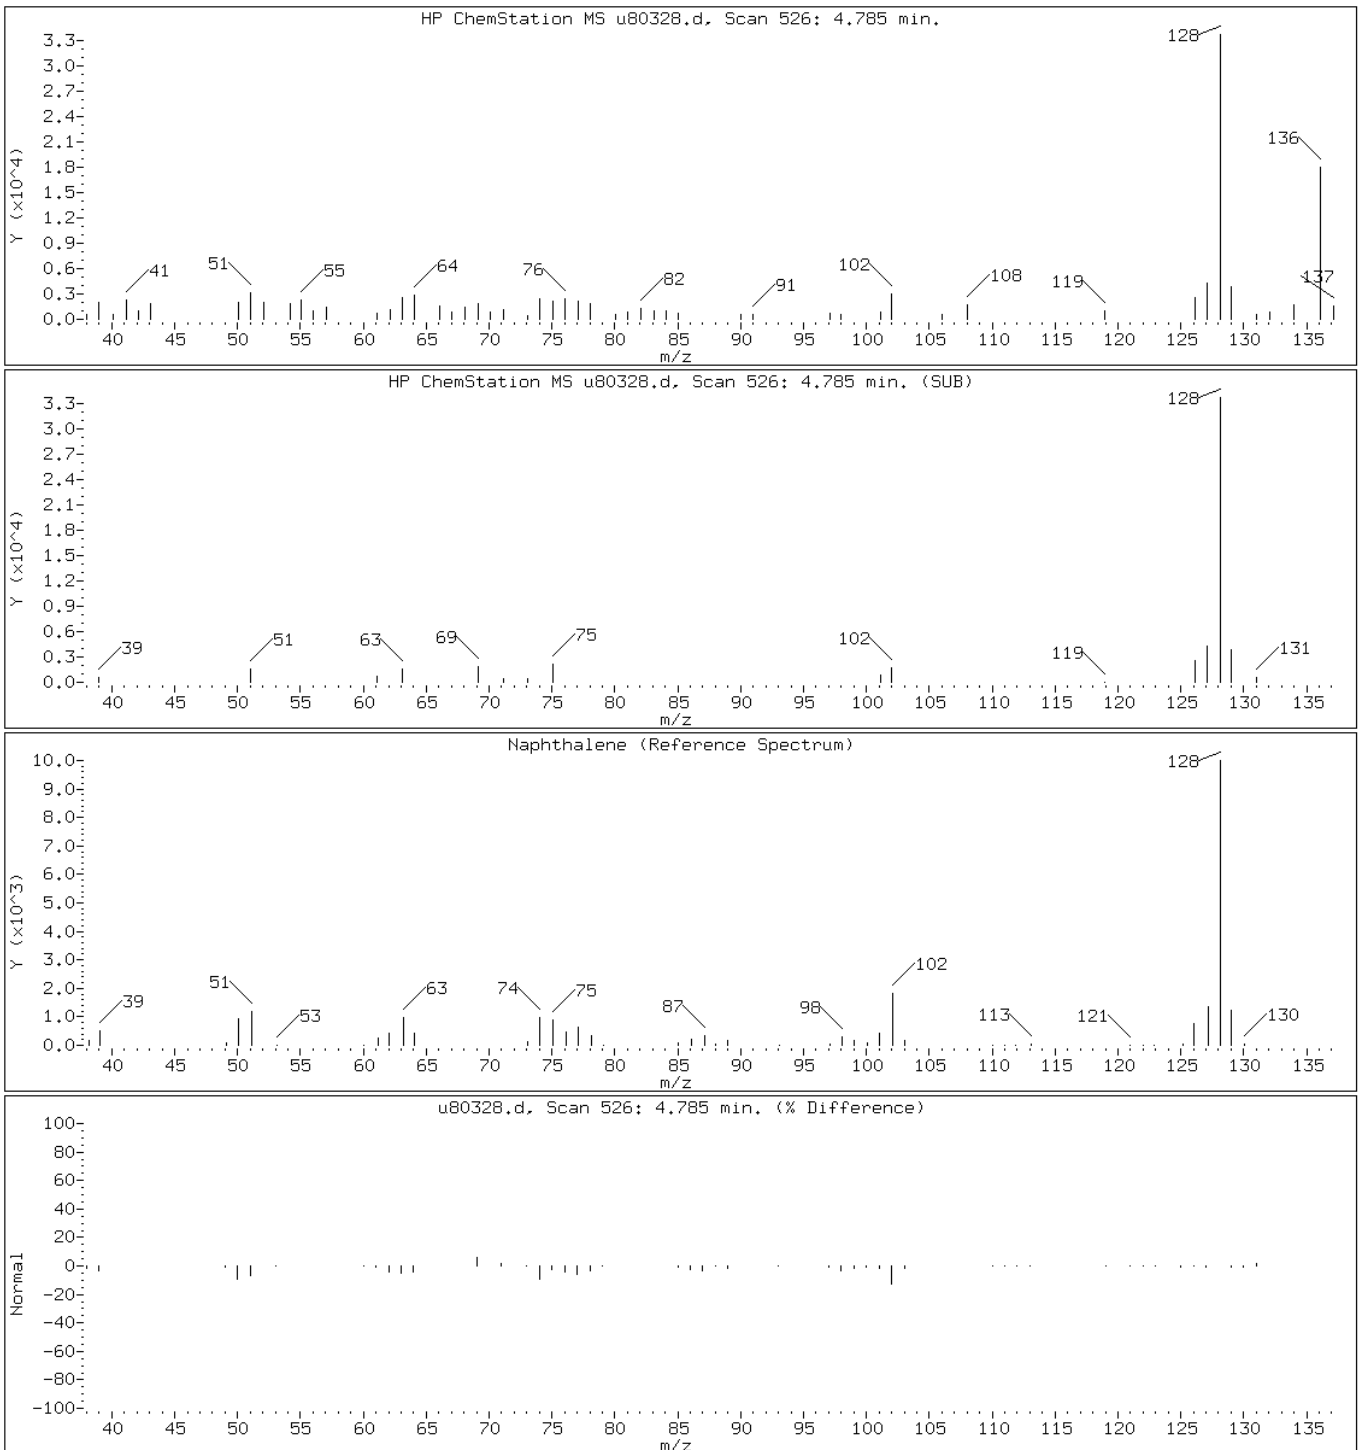 HP ChemStation MS u80328.d, Scan 526: 4.785 min.
Y (x10^4)
3.3
3.0
2.7
2.4
2.1
1.8
1.5
1.2
0.9
0.6
0.3
0.0
128
136
137
41 51 55 64 76 82 91 102 108 119
40 45 50 55 60 65 70 75 80 85 90 95 100 105 110 115 120 125 130 135
m/z
HP ChemStation MS u80328.d, Scan 526: 4.785 min. (SUB)
Y (x10^4)
3.3
3.0
2.7
2.4
2.1
1.8
1.5
1.2
0.9
0.6
0.3
0.0
128
39 51 63 69 75 102 119 131
40 45 50 55 60 65 70 75 80 85 90 95 100 105 110 115 120 125 130 135
m/z
Naphthalene (Reference Spectrum)
Y (x10^3)
10.0
9.0
8.0
7.0
6.0
5.0
4.0
3.0
2.0
1.0
0.0
128
39 51 53 63 74 75 87 98 102 113 121 130
40 45 50 55 60 65 70 75 80 85 90 95 100 105 110 115 120 125 130 135
m/z
u80328.d, Scan 526: 4.785 min. (% Difference)
Normal
100
80
60
40
20
0
-20
-40
-60
-80
-100
40 45 50 55 60 65 70 75 80 85 90 95 100 105 110 115 120 125 130 135
m/z